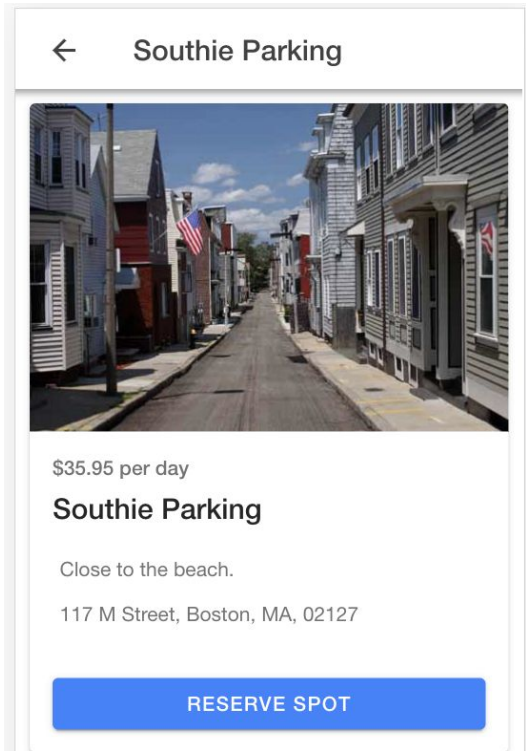 Southie Parking
$35.95 per day
Southie Parking
Close to the beach.
117 M Street, Boston, MA, 02127
RESERVE SPOT